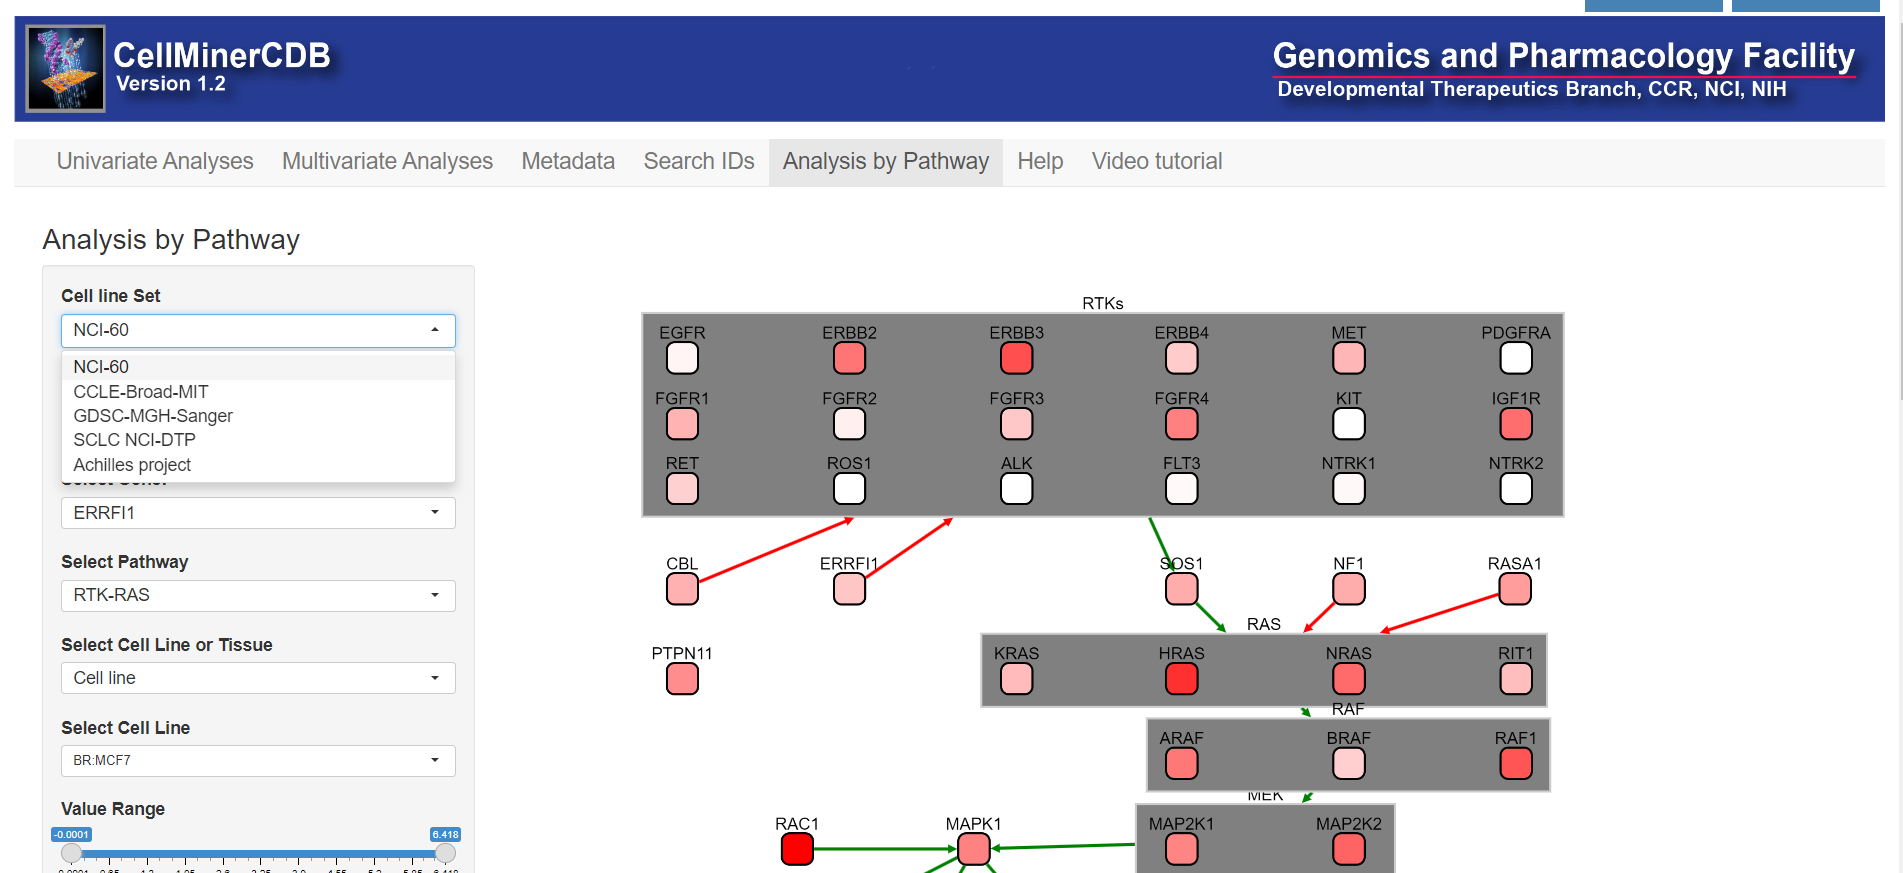 CellMinerCDB
Version 1.2
Genomics and Pharmacology Facility
Developmental Therapeutics Branch, CCR, NCI, NIH
Univariate Analyses Multivariate Analyses Metadata Search IDs Analysis by Pathway Help Video tutorial
Analysis by Pathway
Cell line Set
NCI-60
NCI-60
CCLE-Broad-MIT
GDSC-MGH-Sanger
SCLC NCI-DTP
Achilles project
ERRFI1
Select Pathway
RTK-RAS
Select Cell Line or Tissue
Cell line
Select Cell Line
BR:MCF7
Value Range
-0.0001 6.418
RTKs
EGFR ERBB2 ERBB3 ERBB4 MET PDGFRA
FGFR1 FGFR2 FGFR3 FGFR4 KIT IGF1R
RET ROS1 ALK FLT3 NTRK1 NTRK2
CBL ERRFI1 SOS1 NF1 RASA1
RAS
PTPN11 KRAS HRAS NRAS RIT1
RAF
ARAF BRAF RAF1
MEK
RAC1 MAPK1 MAP2K1 MAP2K2